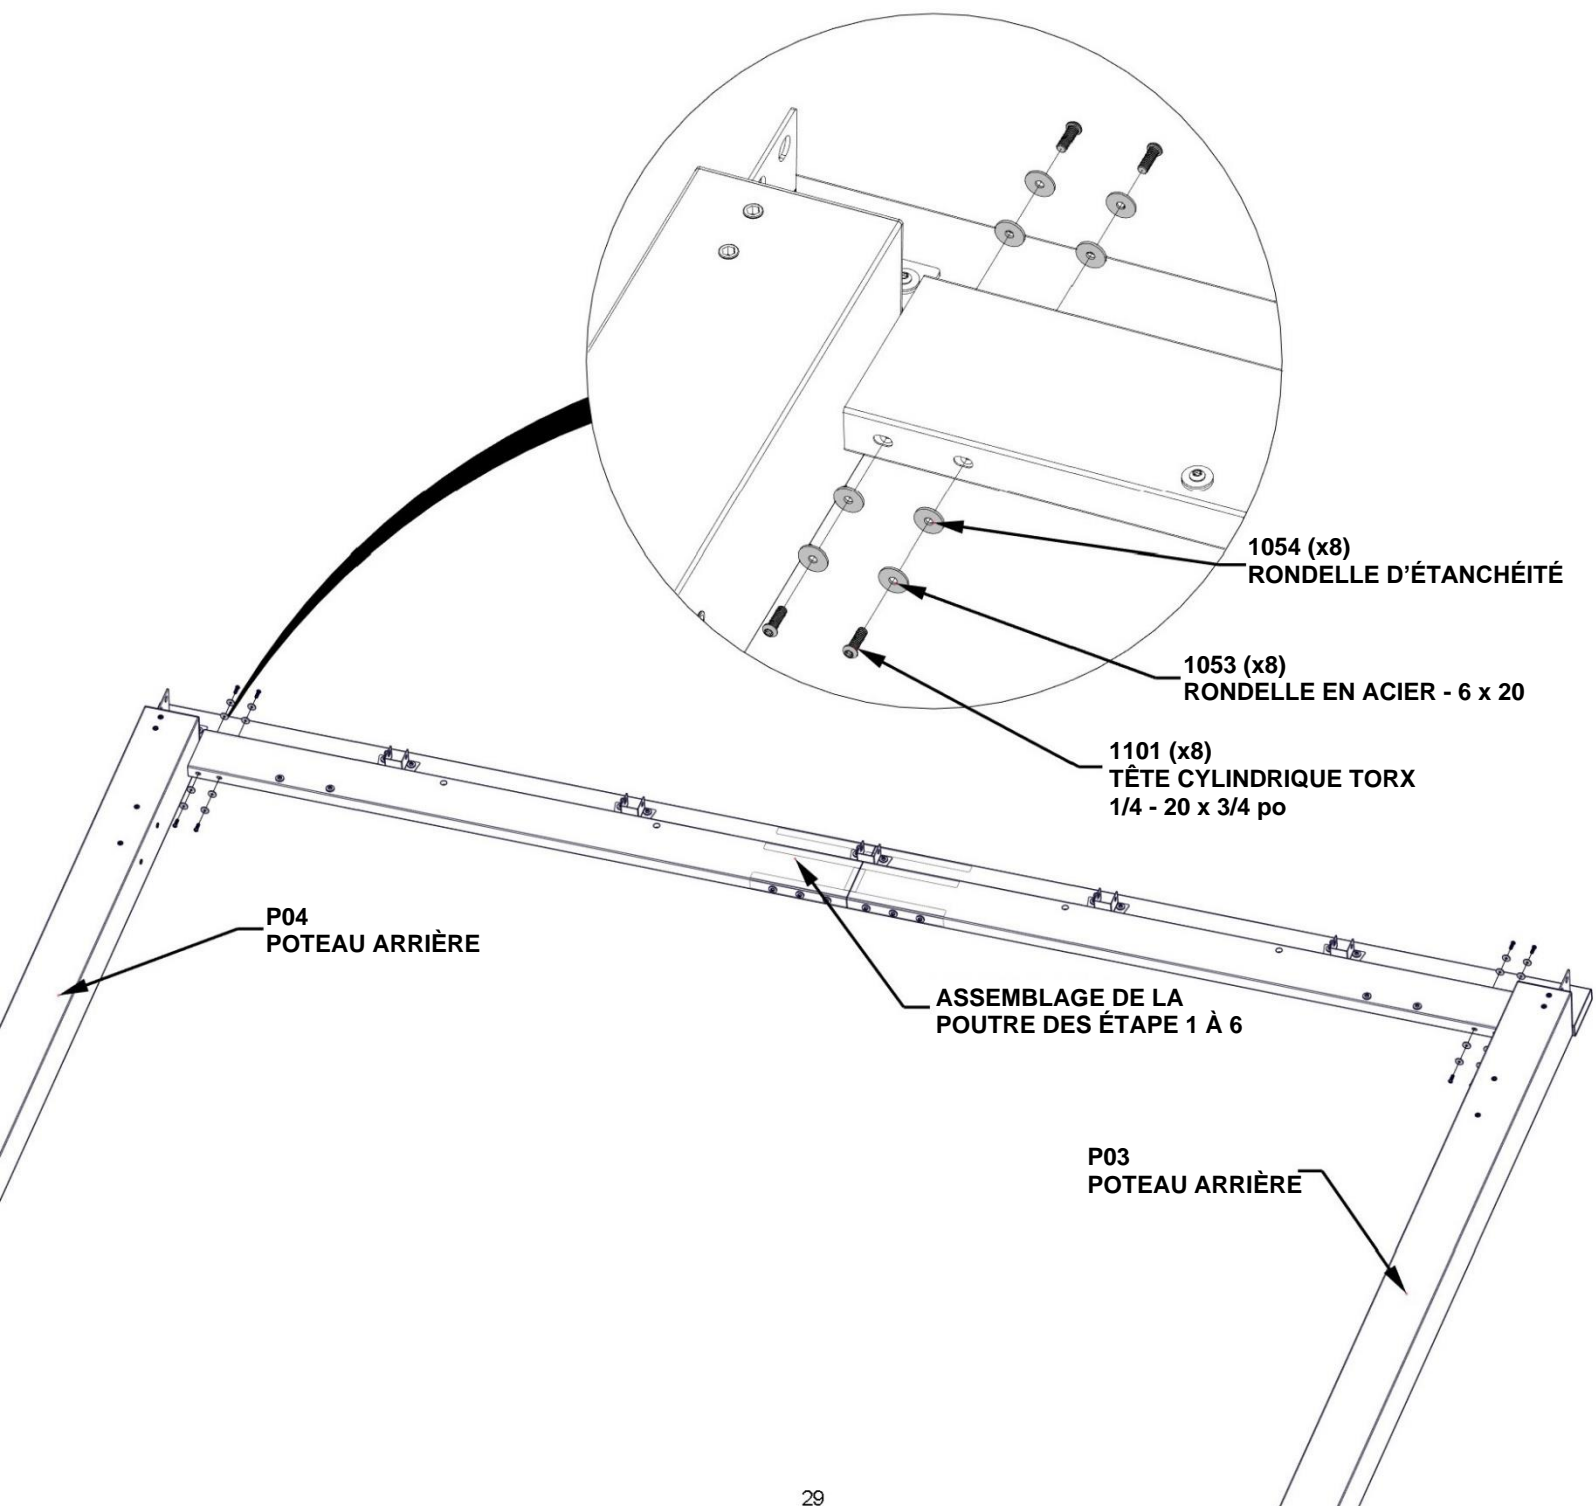 1054 (x8)
RONDELLE D'ÉTANCHÉITÉ
1053 (x8)
RONDELLE EN ACIER - 6 x 20
1101 (x8)
TÊTE CYLINDRIQUE TORX
1/4 - 20 x 3/4 po
P04
POTEAU ARRIÈRE
ASSEMBLAGE DE LA
POUTRE DES ÉTAPE 1 À 6
P03
POTEAU ARRIÈRE
29